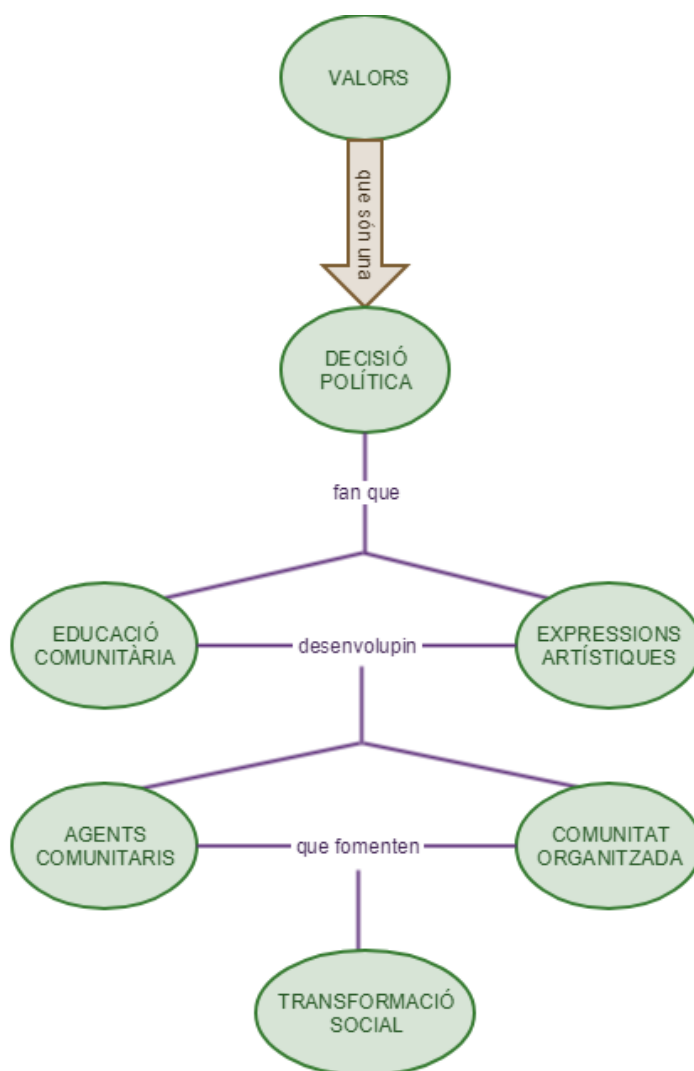 VALORS
que són una
DECISIÓ
POLÍTICA
fan que
EDUCACIÓ
COMUNITÀRIA
desenvolupin
EXPRESSIONS
ARTÍSTIQUES
AGENTS
COMUNITARIS
que fomenten
COMUNITAT
ORGANITZADA
TRANSFORMACIÓ
SOCIAL